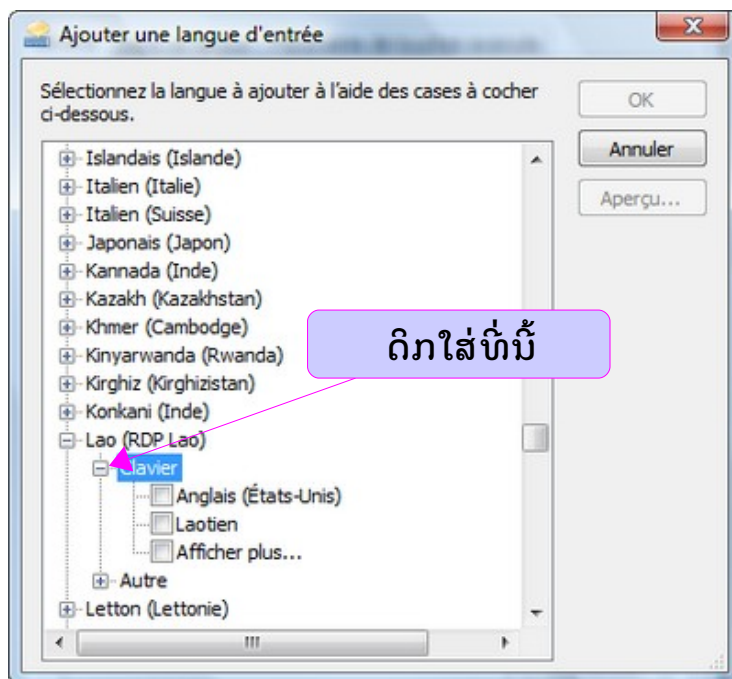 Ajouter une langue d'entrée
Sélectionnez la langue à ajouter à l'aide des cases à cocher
ci-dessous.
OK
Annuler
Aperçu...
Islandais (Islande)
Italien (Italie)
Italien (Suisse)
Japonais (Japon)
Kannada (Inde)
Kazakh (Kazakhstan)
Khmer (Cambodge)
Kinyarwanda (Rwanda)
Kirghiz (Kirghizistan)
Konkani (Inde)
Lao (RDP Lao)
Clavier
Anglais (États-Unis)
Laotien
Afficher plus...
Autre
Letton (Lettonie)
ຕິກໃສ່ທີ່ນີ້